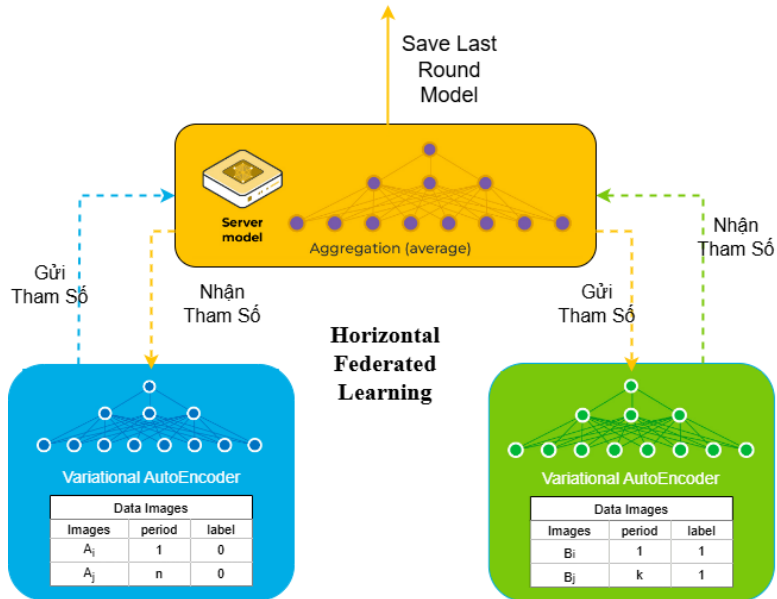 Save Last
Round
Model
Server
model
Aggregation (average)
Gửi
Tham Số
Nhận
Tham Số
Gửi
Tham Số
Nhận
Tham Số
Horizontal
Federated
Learning
Variational AutoEncoder
Data Images
Images period label
Ai 1 0
Aj n 0
Variational AutoEncoder
Data Images
Images period label
Bi 1 1
Bj k 1